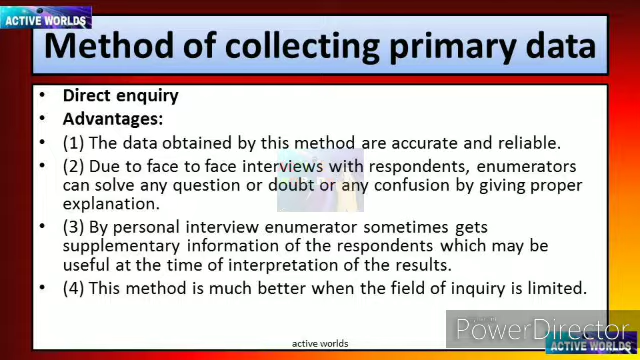 ACTIVE WORLDS
Method of collecting primary data
• Direct enquiry
• Advantages:
• (1) The data obtained by this method are accurate and reliable.
• (2) Due to face to face interviews with respondents, enumerators
can solve any question or doubt or any confusion by giving proper
explanation.
• (3) By personal interview enumerator sometimes gets
supplementary information of the respondents which may be
useful at the time of interpretation of the results.
• (4) This method is much better when the field of inquiry is limited.
PowerDirector
active worlds
ACTIVE WORLDS